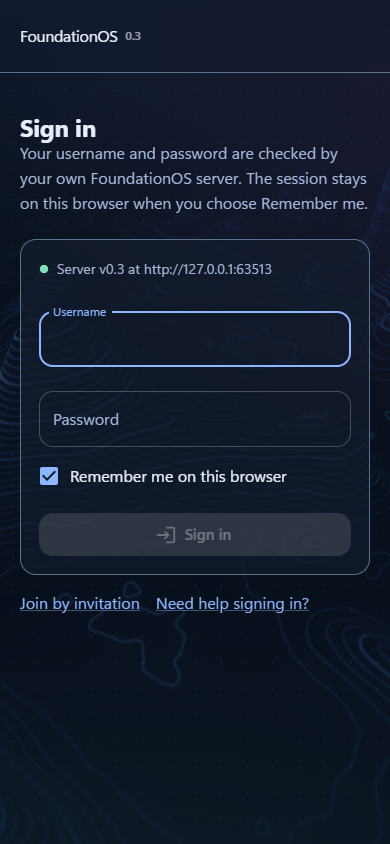 FoundationOS 0.3
Sign in
Your username and password are checked by
your own FoundationOS server. The session stays
on this browser when you choose Remember me.
Server v0.3 at http://127.0.0.1:63513
Username
Password
Remember me on this browser
Sign in
Join by invitation Need help signing in?